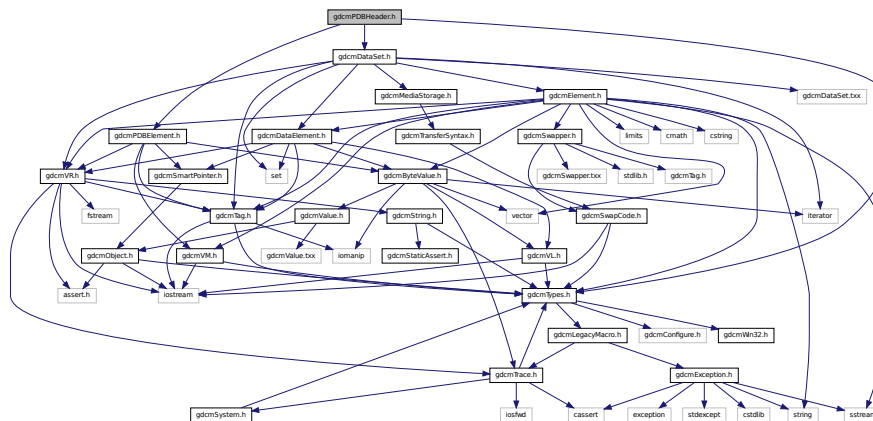 gdcmPDBHeader.h
gdcmDataSet.h
gdcmMediaStorage.h
gdcmElement.h
gdcmDataSet.txx
gdcmPDBElement.h
gdcmDataElement.h
gdcmTransferSyntax.h
gdcmSwapper.h
limits
cmath
cstring
gdcmVR.h
gdcmSmartPointer.h
set
gdcmByteValue.h
gdcmSwapper.txx
stdlib.h
gdcmTag.h
fstream
gdcmTag.h
gdcmValue.h
gdcmString.h
vector
gdcmSwapCode.h
iterator
gdcmObject.h
gdcmVM.h
gdcmValue.txx
iomanip
gdcmStaticAssert.h
gdcmVL.h
assert.h
iostream
gdcmTypes.h
gdcmLegacyMacro.h
gdcmConfigure.h
gdcmWin32.h
gdcmTrace.h
gdcmException.h
gdcmSystem.h
iosfwd
cassert
exception
stdexcept
cstdlib
string
sstream